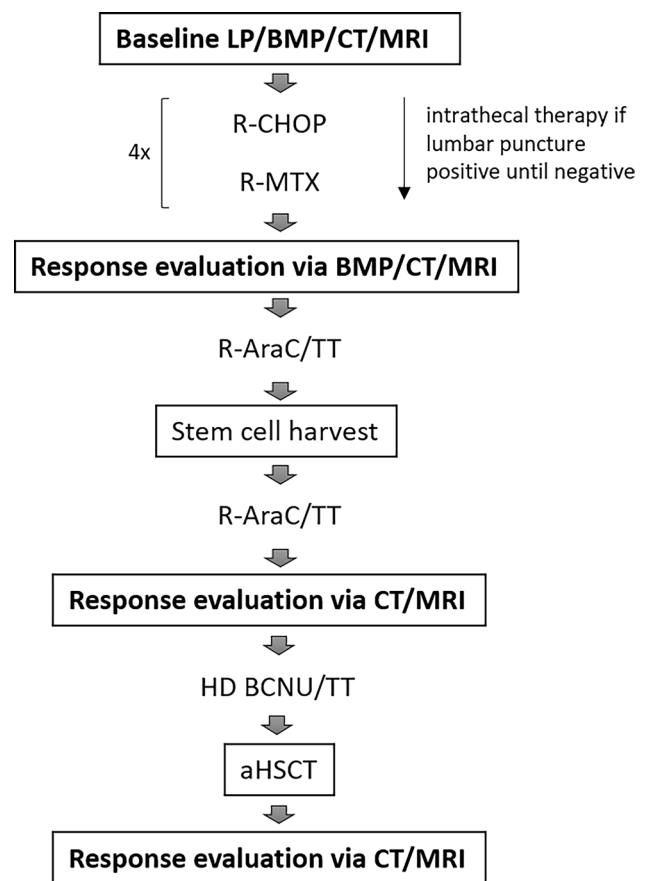 Baseline LP/BMP/CT/MRI
R-CHOP
4x
R-MTX
intrathecal therapy if
lumbar puncture
positive until negative
Response evaluation via BMP/CT/MRI
R-AraC/TT
Stem cell harvest
R-AraC/TT
Response evaluation via CT/MRI
HD BCNU/TT
aHSCT
Response evaluation via CT/MRI